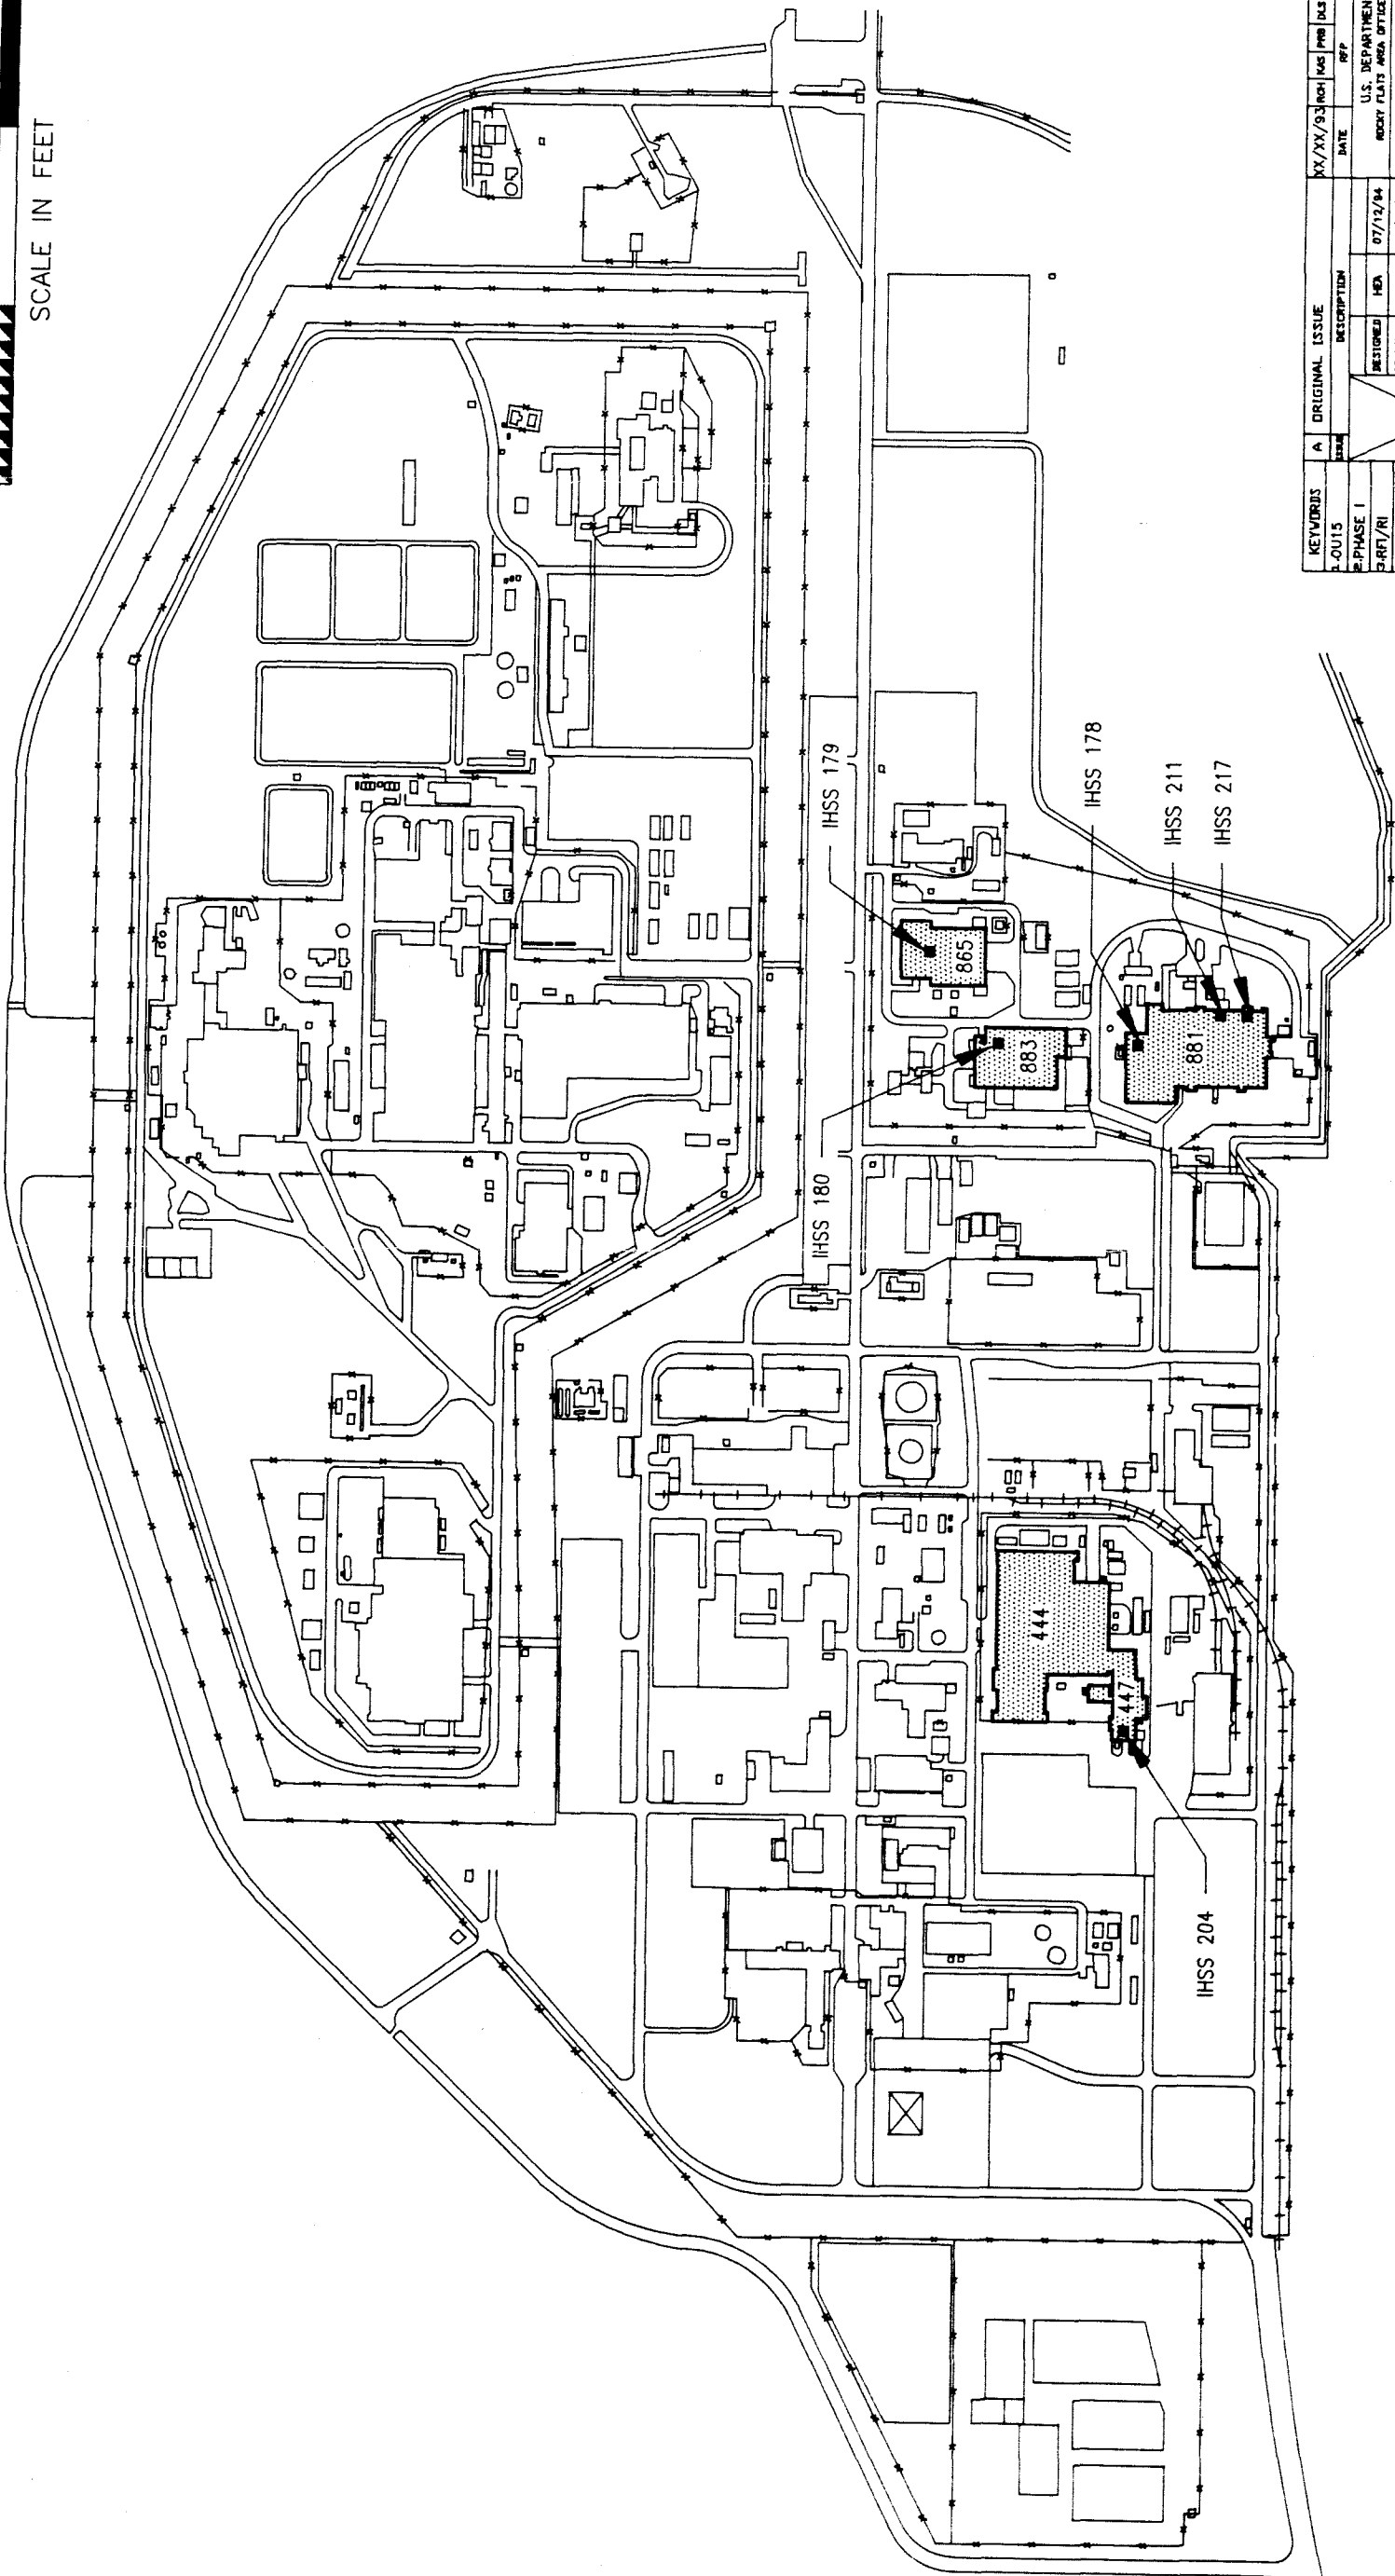 SCALE IN FEET
IHSS 179
IHSS 178
IHSS 211
IHSS 217
865
883
881
IHSS 180
444
447
IHSS 204
KEYWORDS
1.OU15
2.PHASE I
3.RFI/RI
A ORIGINAL ISSUE XX/XX/93 RCH KAS PMB DLS
ISSUE DESCRIPTION DATE RFP
DESIGNED HEA 07/12/94
U.S. DEPARTMEN
ROCKY FLATS AREA OFFICE